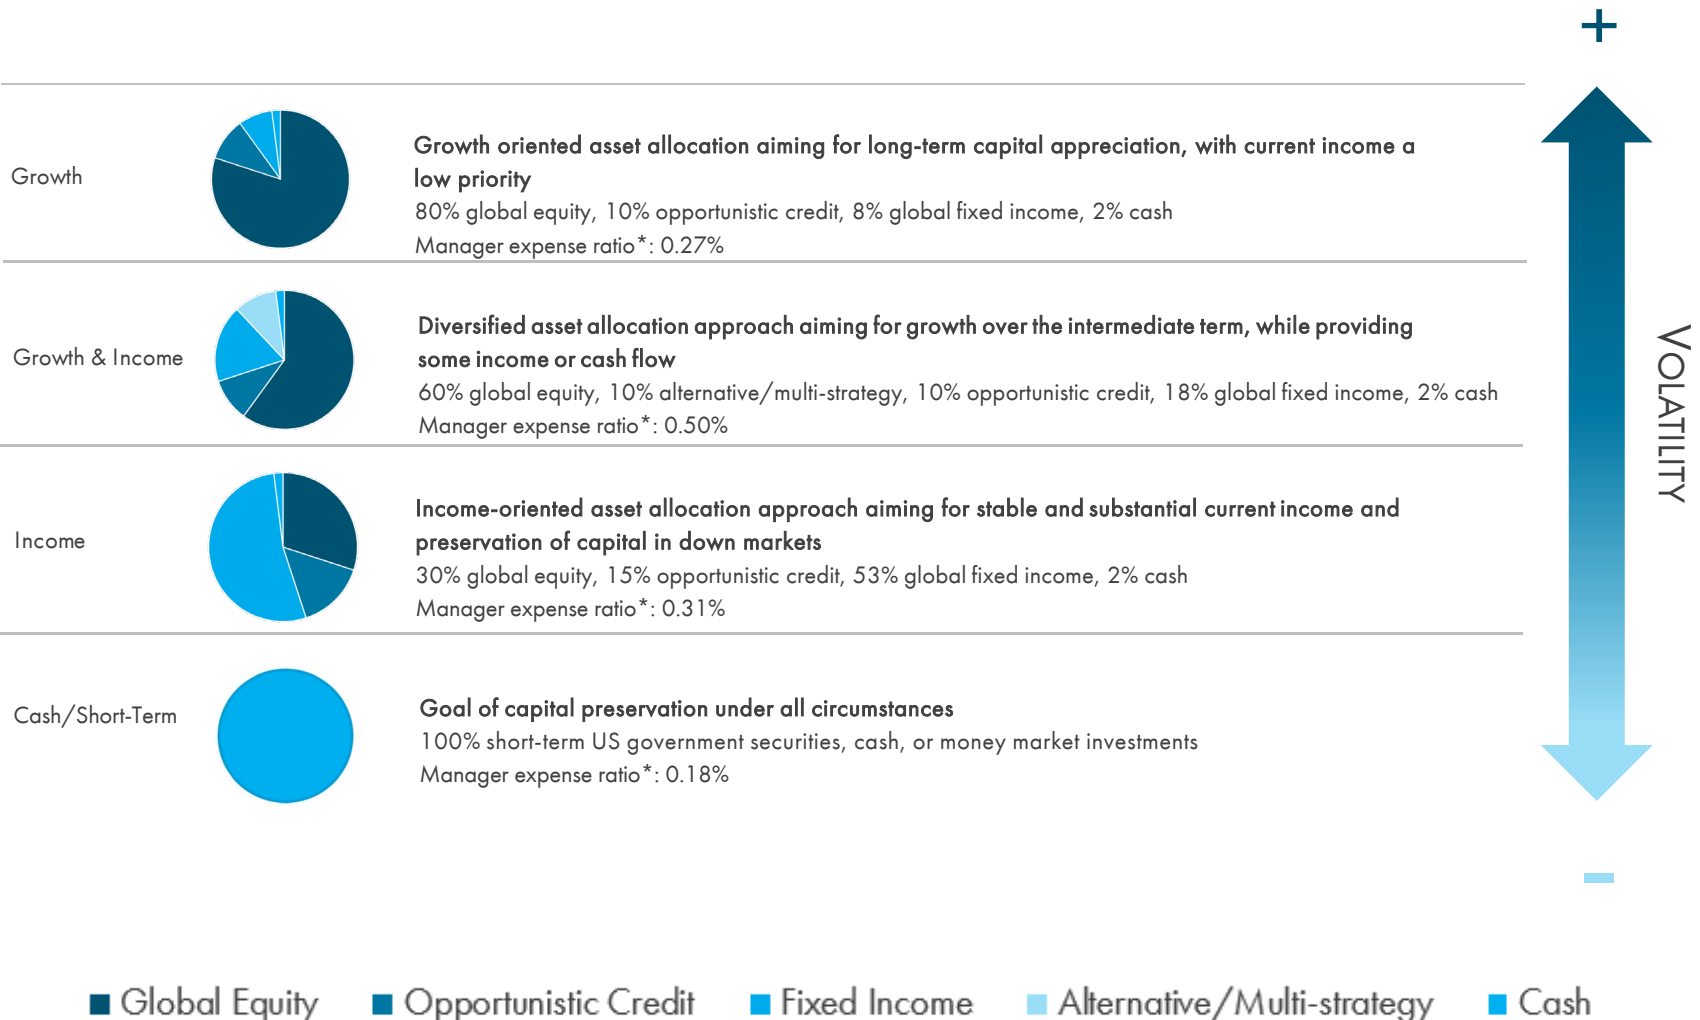 +
Growth
Growth oriented asset allocation aiming for long-term capital appreciation, with current income a
low priority
80% global equity, 10% opportunistic credit, 8% global fixed income, 2% cash
Manager expense ratio*: 0.27%
Growth & Income
Diversified asset allocation approach aiming for growth over the intermediate term, while providing
some income or cash flow
60% global equity, 10% alternative/multi-strategy, 10% opportunistic credit, 18% global fixed income, 2% cash
Manager expense ratio*: 0.50%
Income
Income-oriented asset allocation approach aiming for stable and substantial current income and
preservation of capital in down markets
30% global equity, 15% opportunistic credit, 53% global fixed income, 2% cash
Manager expense ratio*: 0.31%
Cash/Short-Term
Goal of capital preservation under all circumstances
100% short-term US government securities, cash, or money market investments
Manager expense ratio*: 0.18%
VOLATILITY
-
Global Equity
Opportunistic Credit
Fixed Income
Alternative/Multi-strategy
Cash